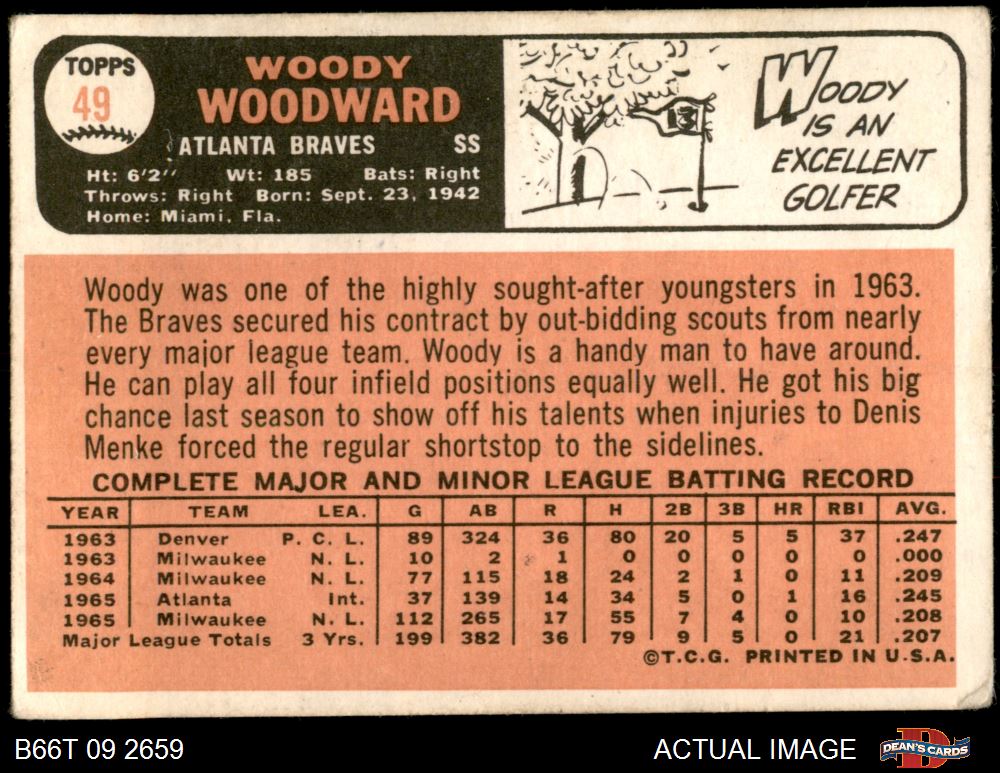 TOPPS
49
WOODY
WOODWARD
ATLANTA BRAVES SS
Ht: 6'2" Wt: 185 Bats: Right
Throws: Right Born: Sept. 23, 1942
Home: Miami, Fla.
13
WOODY
IS AN
EXCELLENT
GOLFER
Woody was one of the highly sought-after youngsters in 1963.
The Braves secured his contract by out-bidding scouts from nearly
every major league team. Woody is a handy man to have around.
He can play all four infield positions equally well. He got his big
chance last season to show off his talents when injuries to Denis
Menke forced the regular shortstop to the sidelines.
COMPLETE MAJOR AND MINOR LEAGUE BATTING RECORD
YEAR TEAM LEA. G AB R H 2B 3B HR RBI AVG.
1963 Denver P. C. L. 89 324 36 80 20 5 5 37 .247
1963 Milwaukee N. L. 10 2 1 0 0 0 0 0 .000
1964 Milwaukee N. L. 77 115 18 24 2 1 0 11 .209
1965 Atlanta Int. 37 139 14 34 5 0 1 16 .245
1965 Milwaukee N. L. 112 265 17 55 7 4 0 10 .208
Major League Totals 3 Yrs. 199 382 36 79 9 5 0 21 .207
©T.C.G. PRINTED IN U.S.A.
B66T 09 2659 ACTUAL IMAGE
DEAN'S CARDS